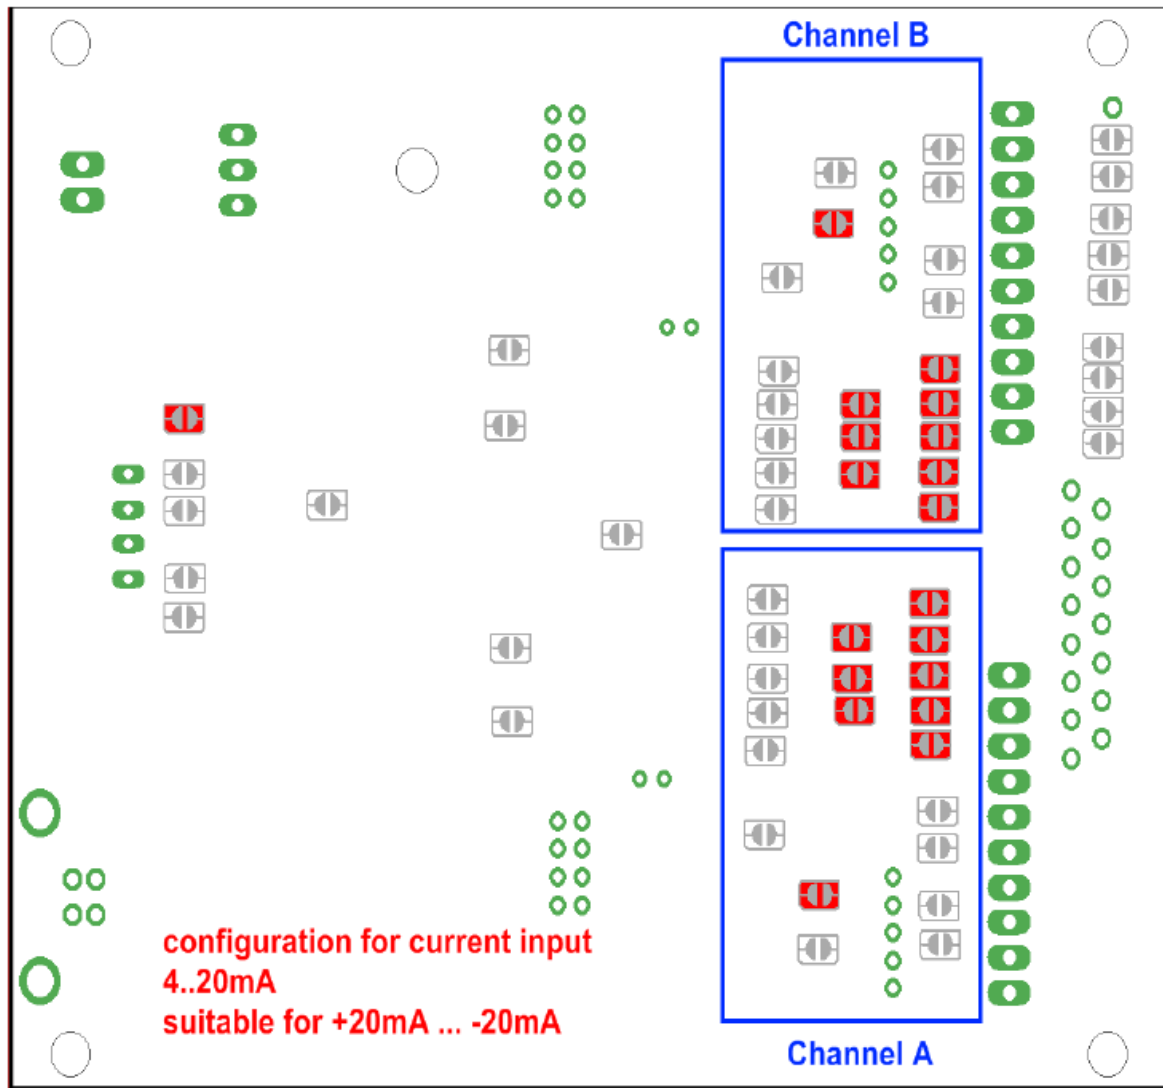 Channel B
configuration for current input
4..20mA
suitable for +20mA ... -20mA
Channel A